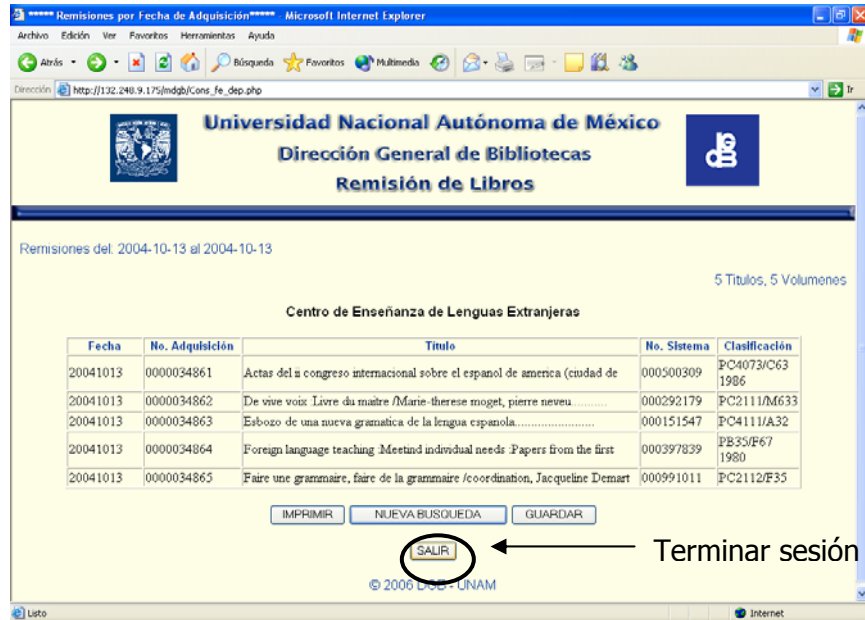 ***** Remisiones por Fecha de Adquisición***** - Microsoft Internet Explorer
Archivo Edición Ver Favoritos Herramientas Ayuda
Atrás Búsqueda Favoritos Multimedia
Dirección http://132.248.9.175/mdgb/Cons_fe_dep.php Ir
Universidad Nacional Autónoma de México
Dirección General de Bibliotecas
Remisión de Libros
Remisiones del: 2004-10-13 al 2004-10-13
5 Titulos, 5 Volumenes
Centro de Enseñanza de Lenguas Extranjeras
Fecha No. Adquisición Título No. Sistema Clasificación
20041013 0000034861 Actas del ii congreso internacional sobre el espanol de america (ciudad de 000500309 PC4073/C63 1986
20041013 0000034862 De vive voix :Livre du maitre /Marie-therese moget, pierre neveu........... 000292179 PC2111/M633
20041013 0000034863 Esbozo de una nueva gramatica de la lengua espanola........................ 000151547 PC4111/A32
20041013 0000034864 Foreign language teaching :Meetind individual needs :Papers from the first 000397839 PB35/F67 1980
20041013 0000034865 Faire une grammaire, faire de la grammaire /coordination, Jacqueline Demart 000991011 PC2112/F35
IMPRIMIR NUEVA BUSQUEDA GUARDAR
SALIR Terminar sesión
© 2006 DGB - UNAM
Listo Internet